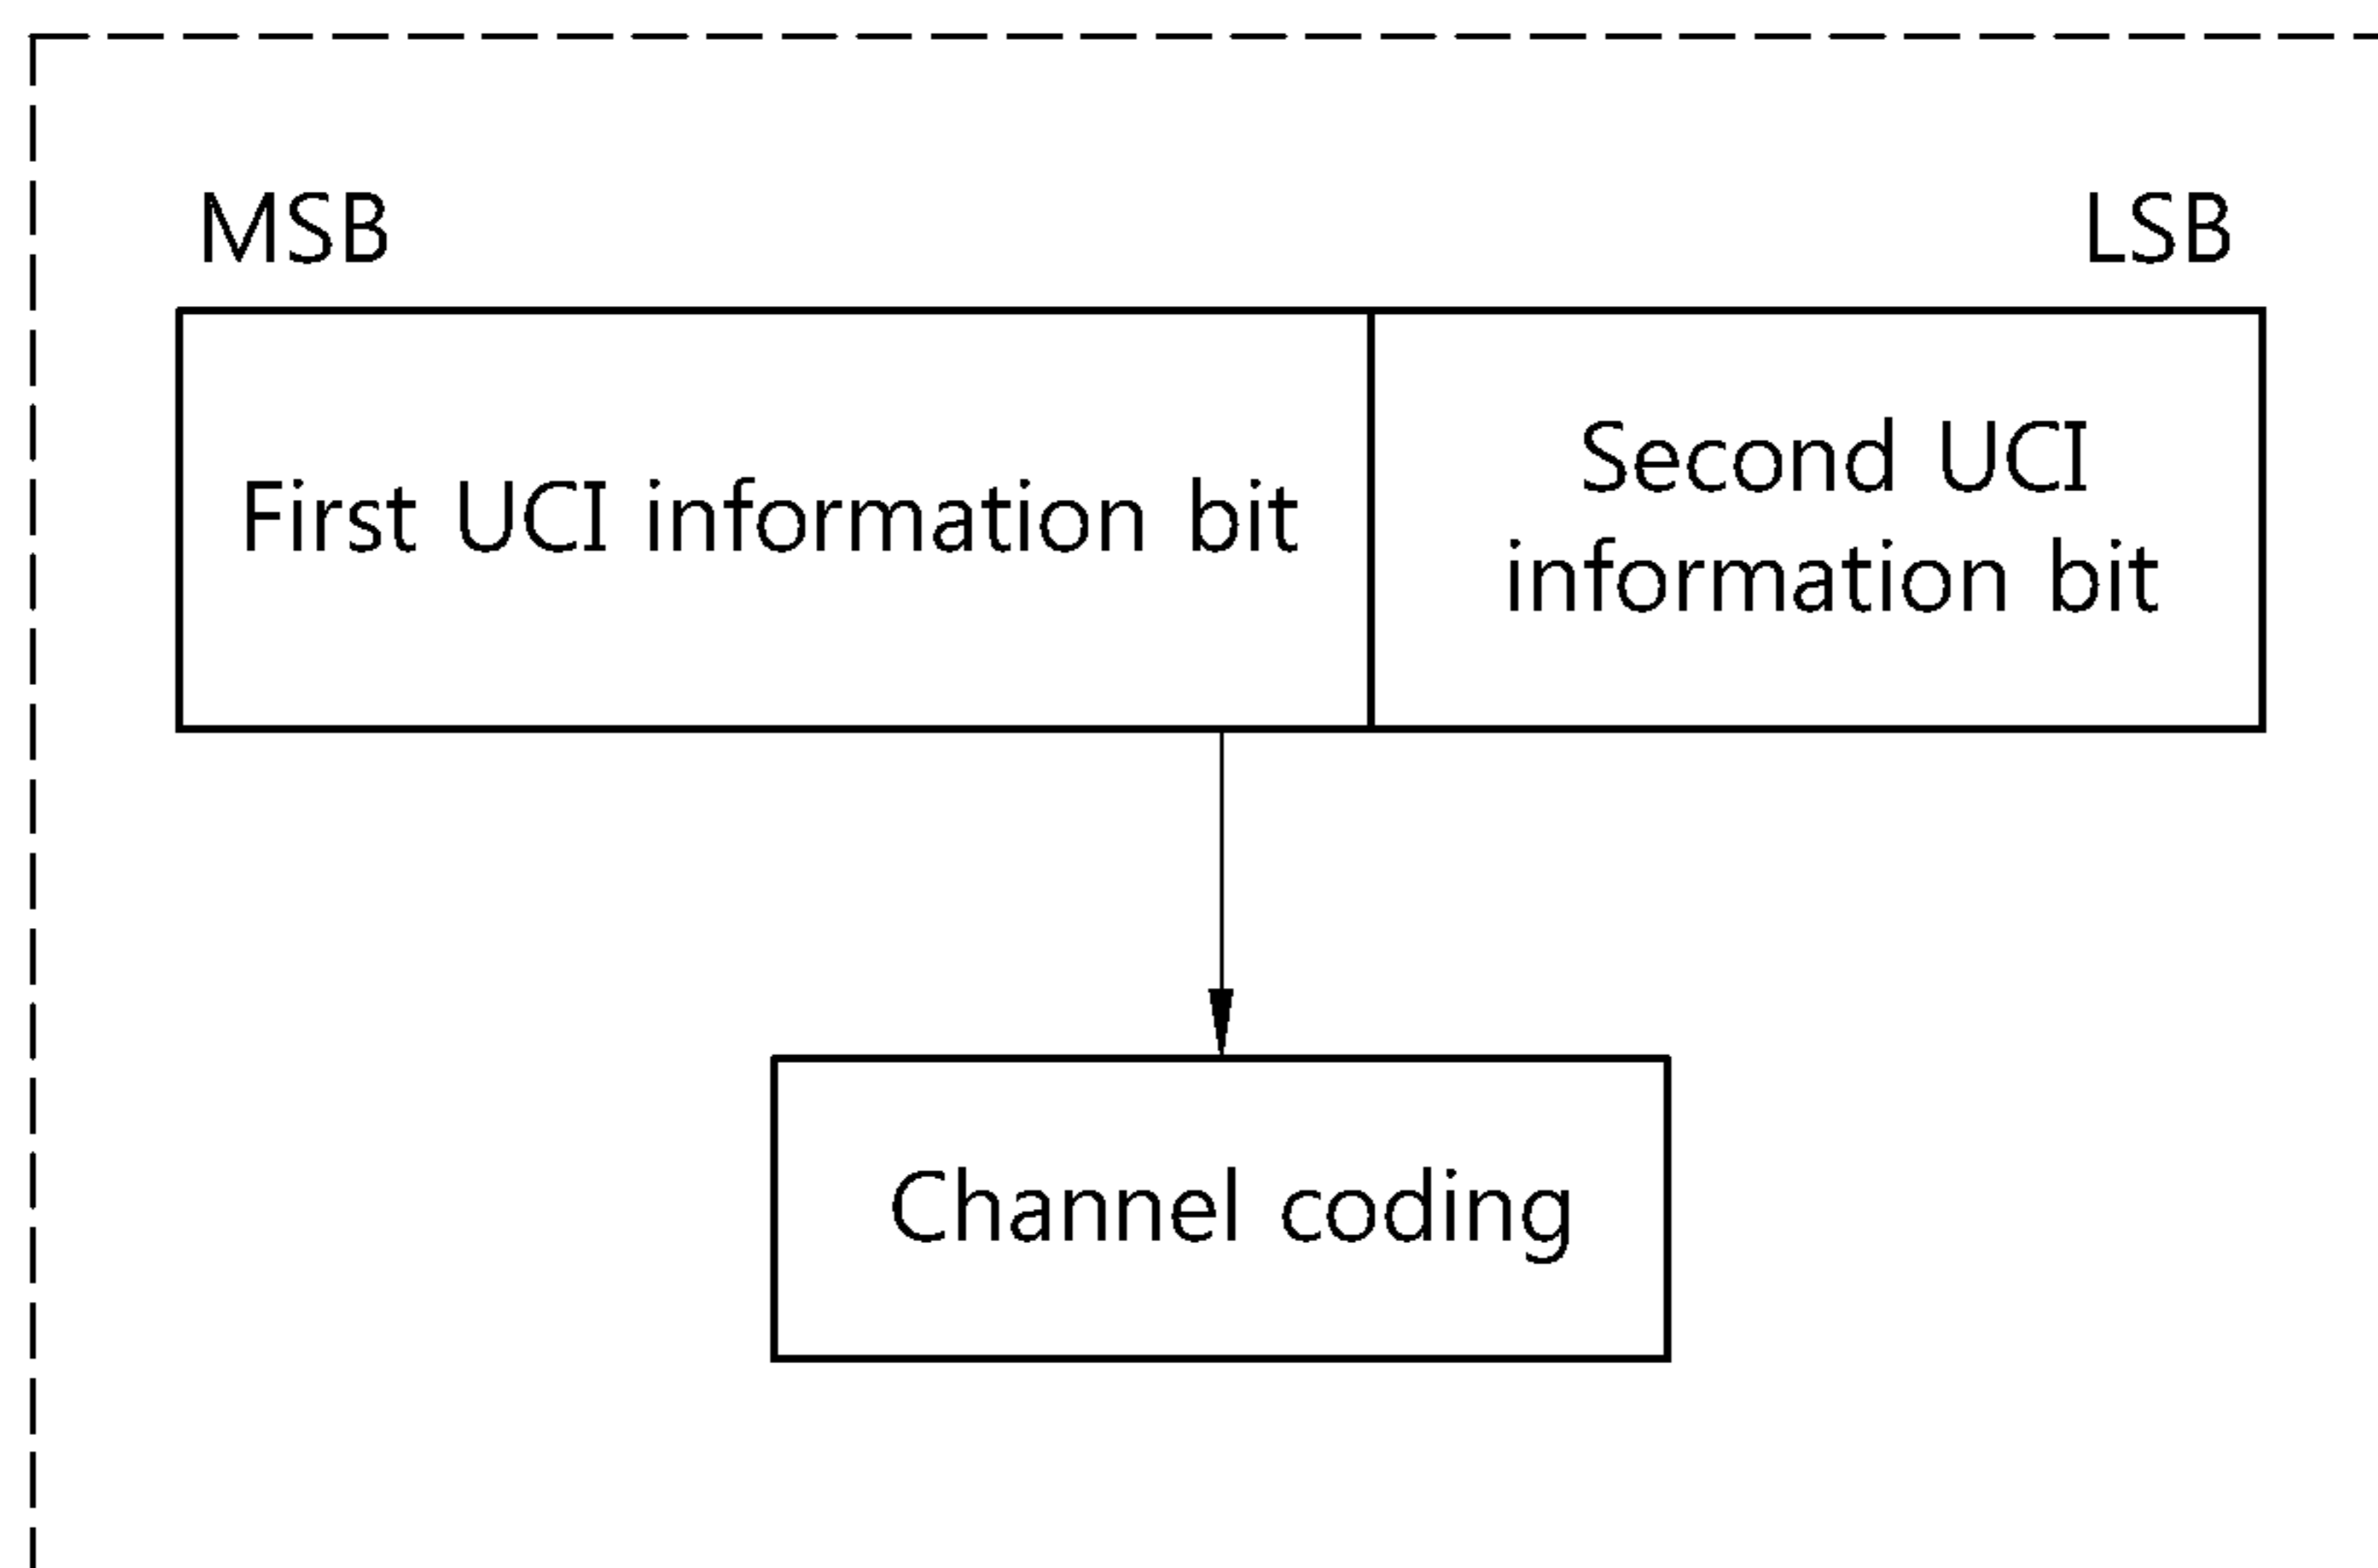 MSB LSB
First UCI information bit
Second UCI
information bit
Channel coding